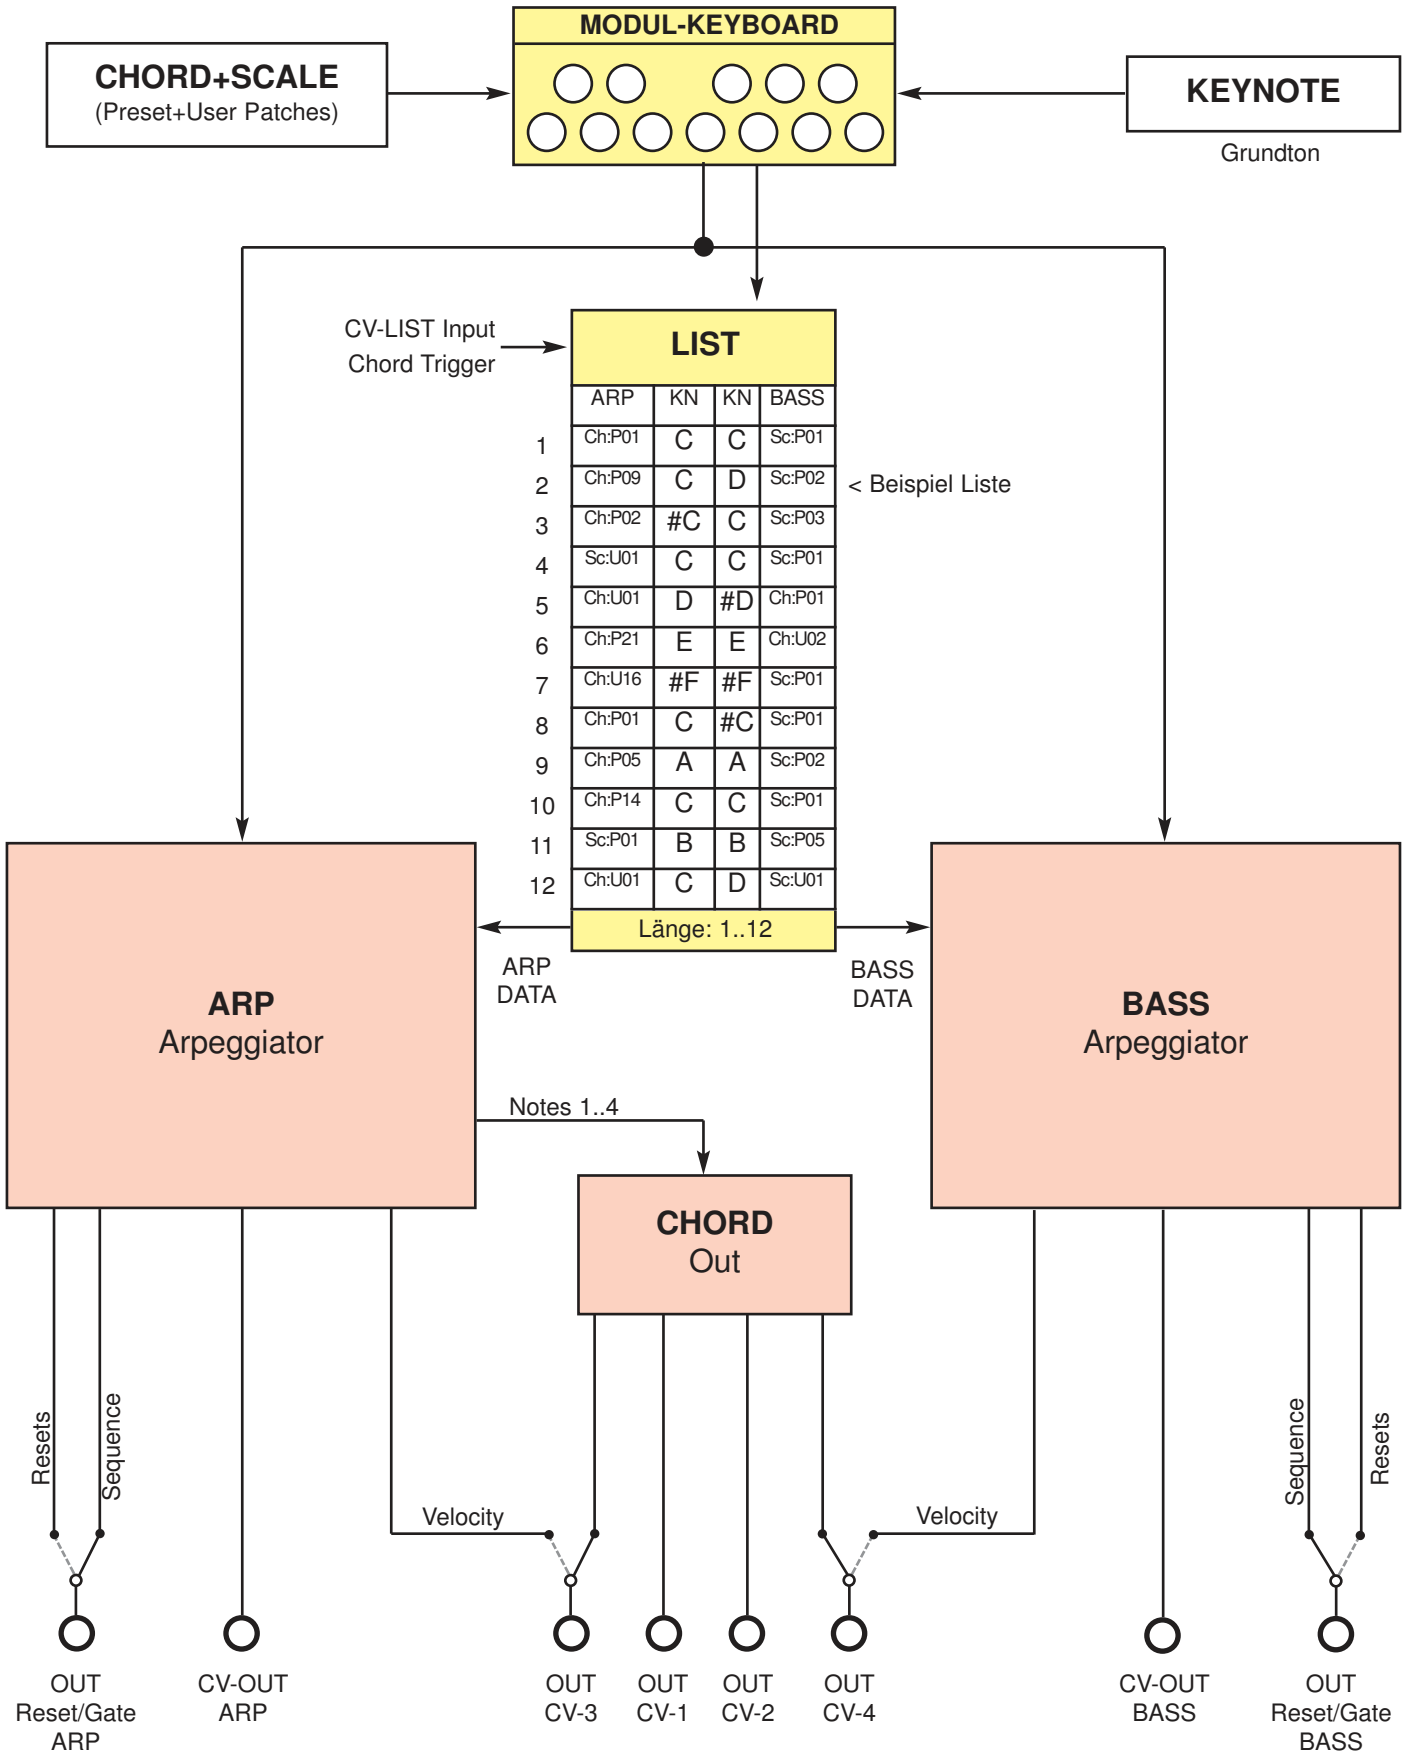 MODUL-KEYBOARD
CHORD+SCALE
(Preset+User Patches)
KEYNOTE
Grundton
CV-LIST Input
Chord Trigger
LIST
ARP KN KN BASS
1 Ch:P01 C C Sc:P01
2 Ch:P09 C D Sc:P02 < Beispiel Liste
3 Ch:P02 #C C Sc:P03
4 Sc:U01 C C Sc:P01
5 Ch:U01 D #D Ch:P01
6 Ch:P21 E E Ch:U02
7 Ch:U16 #F #F Sc:P01
8 Ch:P01 C #C Sc:P01
9 Ch:P05 A A Sc:P02
10 Ch:P14 C C Sc:P01
11 Sc:P01 B B Sc:P05
12 Ch:U01 C D Sc:U01
Länge: 1..12
ARP
DATA
BASS
DATA
ARP
Arpeggiator
BASS
Arpeggiator
Notes 1..4
CHORD
Out
Resets
Sequence
Velocity
Velocity
Sequence
Resets
OUT
Reset/Gate
ARP
CV-OUT
ARP
OUT
CV-3
OUT
CV-1
OUT
CV-2
OUT
CV-4
CV-OUT
BASS
OUT
Reset/Gate
BASS